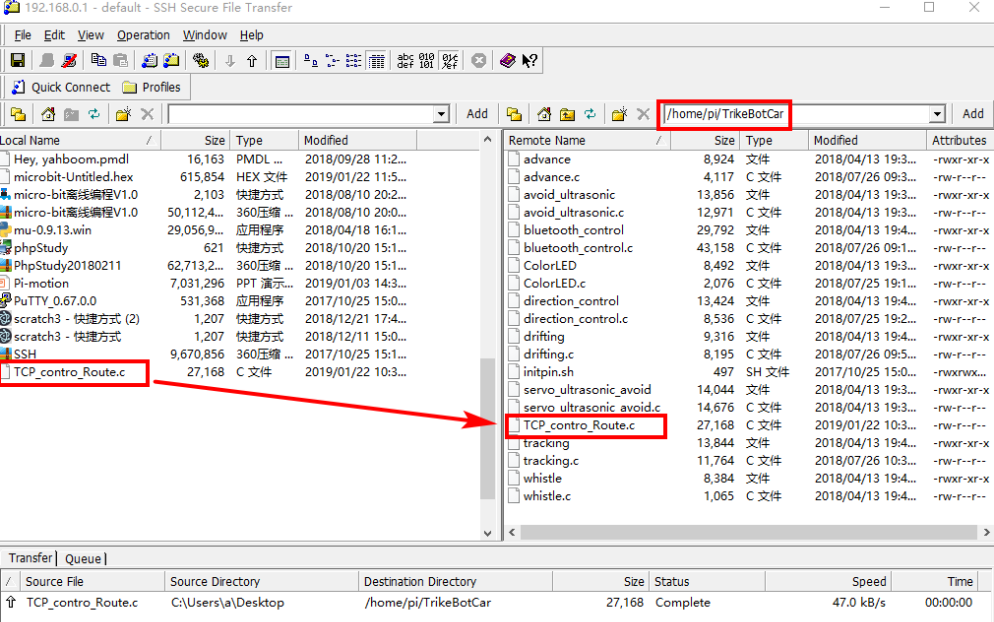 192.168.0.1 - default - SSH Secure File Transfer
File Edit View Operation Window Help
Quick Connect Profiles
Add /home/pi/TrikeBotCar Add
Local Name / Size Type Modified
Hey, yahboom.pmdl 16,163 PMDL ... 2018/09/28 11:2...
microbit-Untitled.hex 615,854 HEX 文件 2019/01/22 11:5...
micro-bit离线编程V1.0 2,103 快捷方式 2018/08/10 20:2...
micro-bit离线编程V1.0 50,112,4... 360压缩 ... 2018/08/10 20:0...
mu-0.9.13.win 29,056,9... 应用程序 2018/04/18 16:1...
phpStudy 621 快捷方式 2018/10/20 15:1...
PhpStudy20180211 62,713,2... 360压缩 ... 2018/10/20 15:1...
Pi-motion 7,031,296 PPT 演示... 2019/01/03 14:3...
PuTTY_0.67.0.0 531,368 应用程序 2017/10/25 15:0...
scratch3 - 快捷方式 (2) 1,207 快捷方式 2018/12/21 17:4...
scratch3 - 快捷方式 1,207 快捷方式 2018/12/11 15:0...
SSH 9,670,856 360压缩 ... 2017/10/25 15:1...
TCP_contro_Route.c 27,168 C 文件 2019/01/22 10:3...
Remote Name / Size Type Modified Attributes
advance 8,924 文件 2018/04/13 19:3... -rwxr-xr-x
advance.c 4,117 C 文件 2018/07/26 09:3... -rw-r--r--
avoid_ultrasonic 13,856 文件 2018/04/13 19:3... -rwxr-xr-x
avoid_ultrasonic.c 12,971 C 文件 2018/04/13 19:3... -rw-r--r--
bluetooth_control 29,792 文件 2018/04/13 19:4... -rwxr-xr-x
bluetooth_control.c 43,158 C 文件 2018/07/26 09:1... -rw-r--r--
ColorLED 8,492 文件 2018/04/13 19:3... -rwxr-xr-x
ColorLED.c 2,076 C 文件 2018/07/25 19:1... -rw-r--r--
direction_control 13,424 文件 2018/04/13 19:4... -rwxr-xr-x
direction_control.c 8,536 C 文件 2018/07/25 19:2... -rw-r--r--
drifting 9,316 文件 2018/04/13 19:4... -rwxr-xr-x
drifting.c 8,195 C 文件 2018/07/26 09:5... -rw-r--r--
initpin.sh 497 SH 文件 2017/10/25 15:0... -rwxrwx...
servo_ultrasonic_avoid 14,044 文件 2018/04/13 19:3... -rwxr-xr-x
servo_ultrasonic_avoid.c 14,676 C 文件 2018/04/13 19:4... -rw-r--r--
TCP_contro_Route.c 27,168 C 文件 2019/01/22 10:3... -rw-r--r--
tracking 13,844 文件 2018/04/13 19:4... -rwxr-xr-x
tracking.c 11,764 C 文件 2018/07/26 10:3... -rw-r--r--
whistle 8,384 文件 2018/04/13 19:4... -rwxr-xr-x
whistle.c 1,065 C 文件 2018/04/13 19:4... -rw-r--r--
Transfer Queue
/ Source File Source Directory Destination Directory Size Status Speed Time
TCP_contro_Route.c C:\Users\a\Desktop /home/pi/TrikeBotCar 27,168 Complete 47.0 kB/s 00:00:00